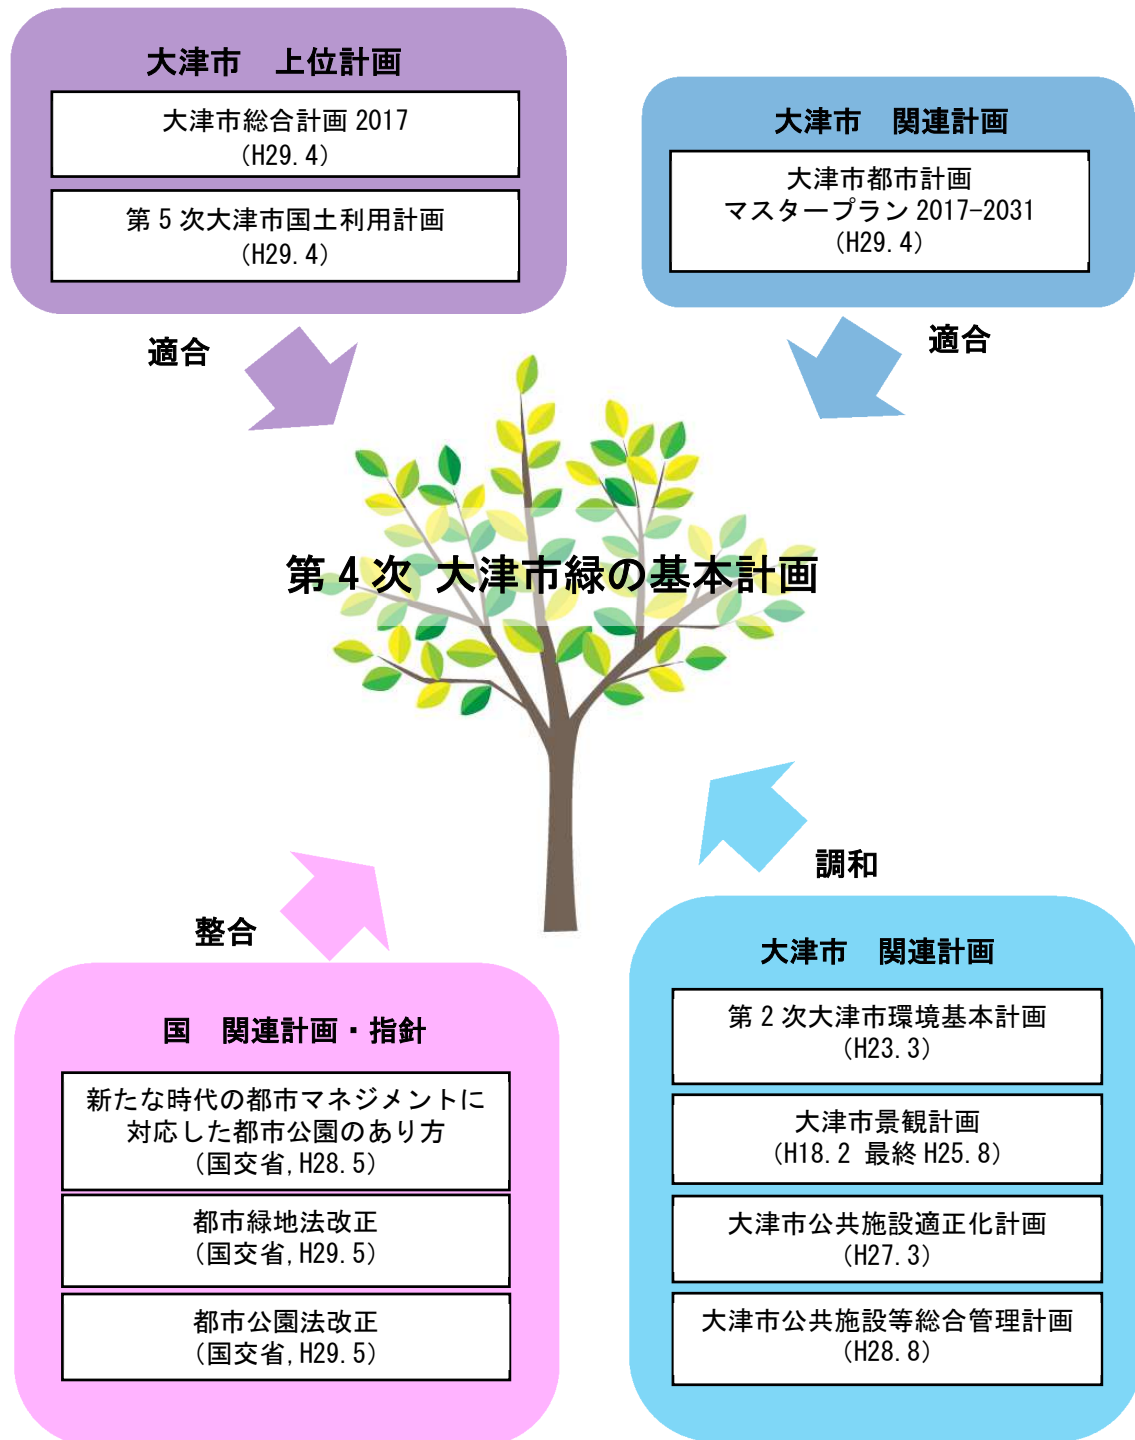 大津市　上位計画
大津市総合計画 2017
(H29.4)
第5次大津市国土利用計画
(H29.4)
適合
大津市　関連計画
大津市都市計画
マスタープラン 2017-2031
(H29.4)
適合
第4次 大津市緑の基本計画
整合
国　関連計画・指針
新たな時代の都市マネジメントに
対応した都市公園のあり方
(国交省,H28.5)
都市緑地法改正
(国交省,H29.5)
都市公園法改正
(国交省,H29.5)
調和
大津市　関連計画
第2次大津市環境基本計画
(H23.3)
大津市景観計画
(H18.2 最終 H25.8)
大津市公共施設適正化計画
(H27.3)
大津市公共施設等総合管理計画
(H28.8)